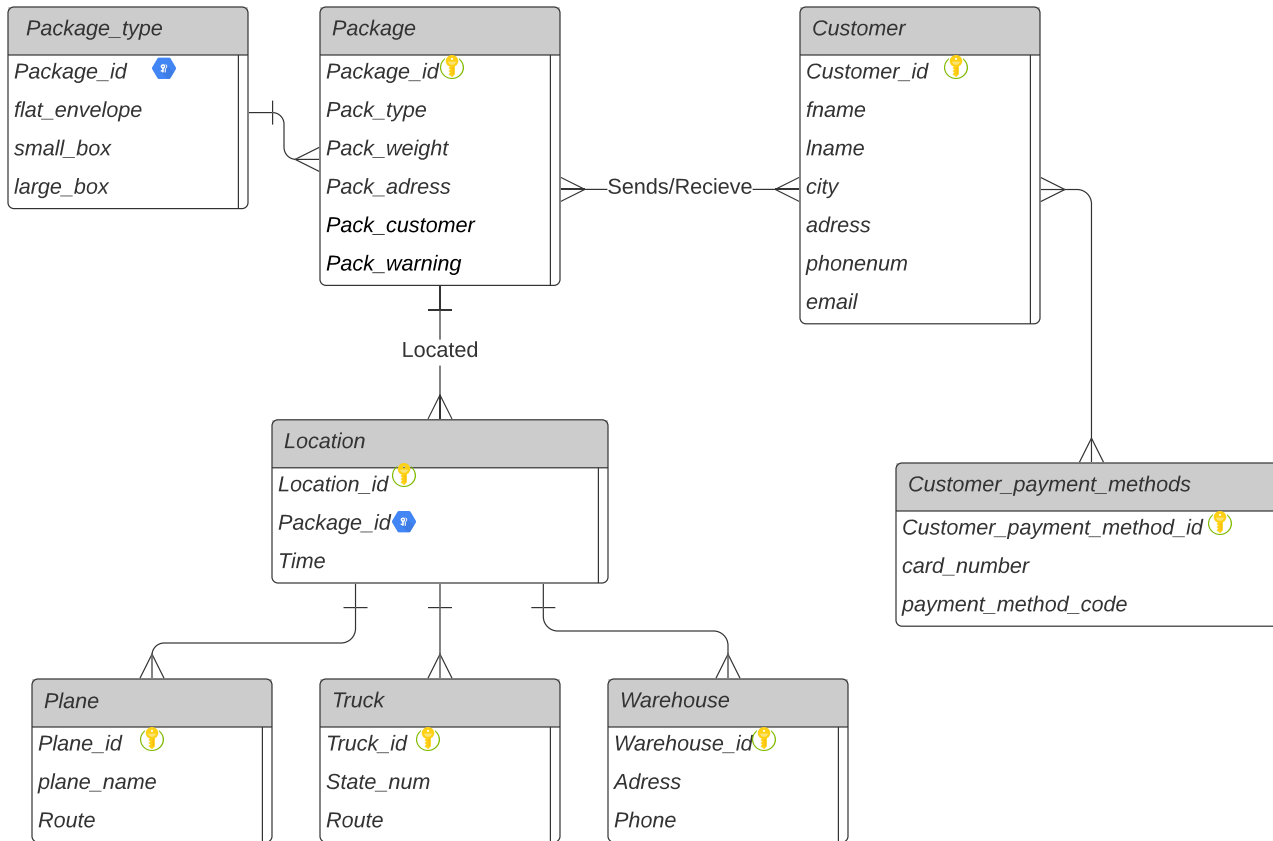 Package_type
Package_id
flat_envelope
small_box
large_box
Package
Package_id
Pack_type
Pack_weight
Pack_adress
Pack_customer
Pack_warning
Sends/Recieve
Customer
Customer_id
fname
lname
city
adress
phonenum
email
Located
Location
Location_id
Package_id
Time
Customer_payment_methods
Customer_payment_method_id
card_number
payment_method_code
Plane
Plane_id
plane_name
Route
Truck
Truck_id
State_num
Route
Warehouse
Warehouse_id
Adress
Phone